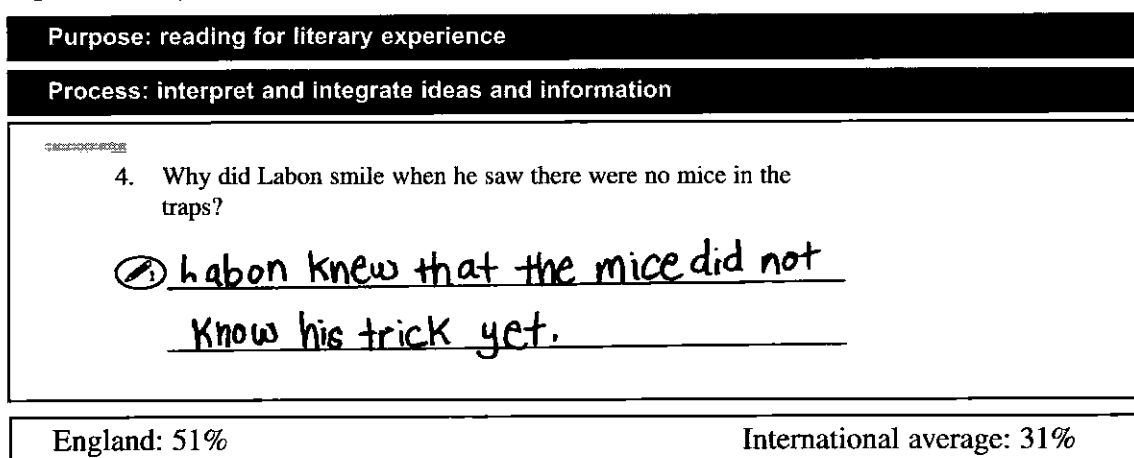 Purpose: reading for literary experience
Process: interpret and integrate ideas and information
4. Why did Labon smile when he saw there were no mice in the
traps?
Labon knew that the mice did not
know his trick yet.
England: 51% International average: 31%